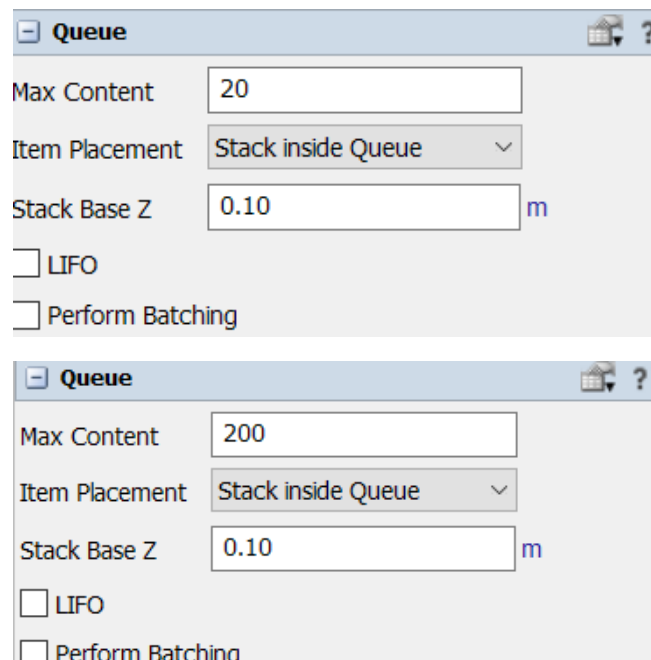 Queue ?
Max Content 20
Item Placement Stack inside Queue
Stack Base Z 0.10 m
LIFO
Perform Batching
Queue ?
Max Content 200
Item Placement Stack inside Queue
Stack Base Z 0.10 m
LIFO
Perform Batching